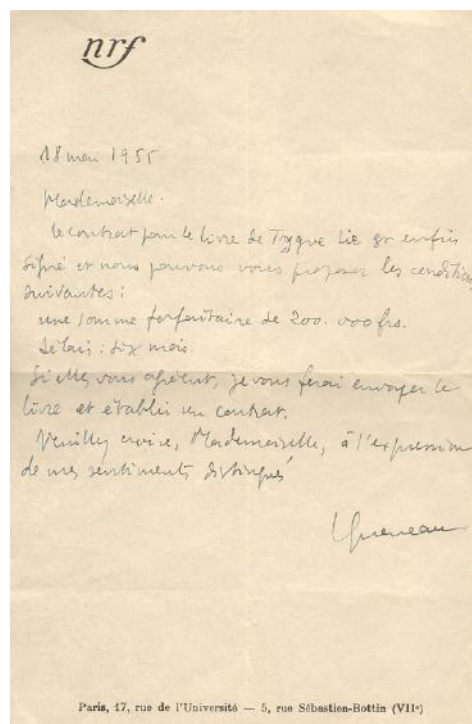 nrf
18 mai 1955
Mademoiselle.
le contrat pour le livre de Trygve Lie est enfin
signé et nous pouvons vous proposer les conditions
suivantes :
une somme forfaitaire de 200.000 frs.
délais : six mois.
Si elles vous agréent, je vous ferai envoyer le
livre et établir un contrat.
Veuillez croire, Mademoiselle, à l'expression
de mes sentiments distingués
Queneau
Paris, 17, rue de l'Université — 5, rue Sébastien-Bottin (VIIe)